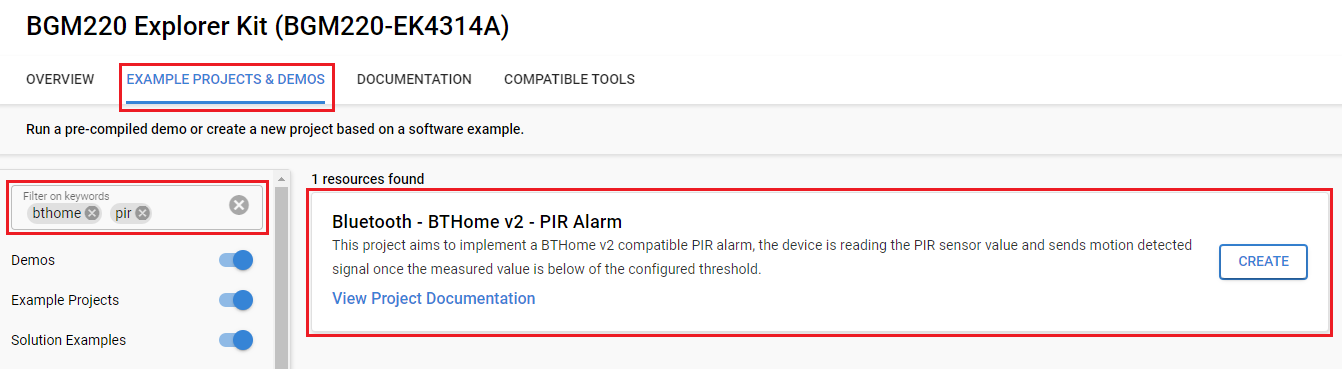 BGM220 Explorer Kit (BGM220-EK4314A)
OVERVIEW EXAMPLE PROJECTS & DEMOS DOCUMENTATION COMPATIBLE TOOLS
Run a pre-compiled demo or create a new project based on a software example.
Filter on keywords
bthome pir
Demos
Example Projects
Solution Examples
1 resources found
Bluetooth - BTHome v2 - PIR Alarm
This project aims to implement a BTHome v2 compatible PIR alarm, the device is reading the PIR sensor value and sends motion detected
signal once the measured value is below of the configured threshold.
View Project Documentation
CREATE